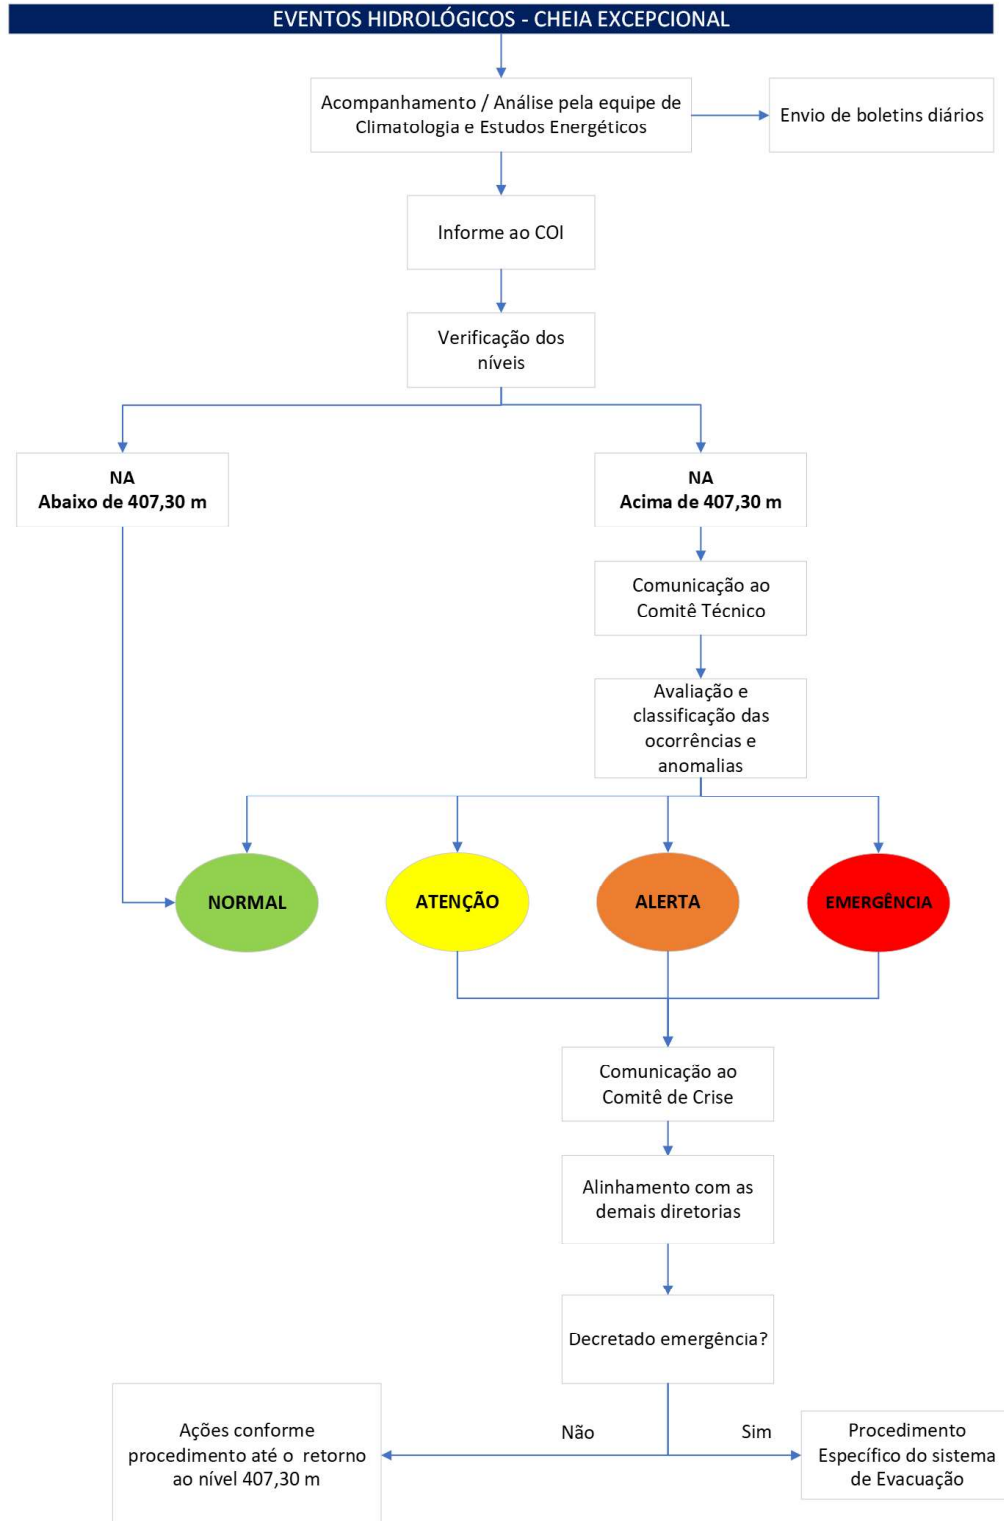 EVENTOS HIDROLÓGICOS - CHEIA EXCEPCIONAL
Acompanhamento / Análise pela equipe de
Climatologia e Estudos Energéticos
Envio de boletins diários
Informe ao COI
Verificação dos
níveis
NA
Abaixo de 407,30 m
NA
Acima de 407,30 m
Comunicação ao
Comitê Técnico
Avaliação e
classificação das
ocorrências e
anomalias
NORMAL
ATENÇÃO
ALERTA
EMERGÊNCIA
Comunicação ao
Comitê de Crise
Alinhamento com as
demais diretorias
Decretado emergência?
Não
Sim
Ações conforme
procedimento até o retorno
ao nível 407,30 m
Procedimento
Específico do sistema
de Evacuação